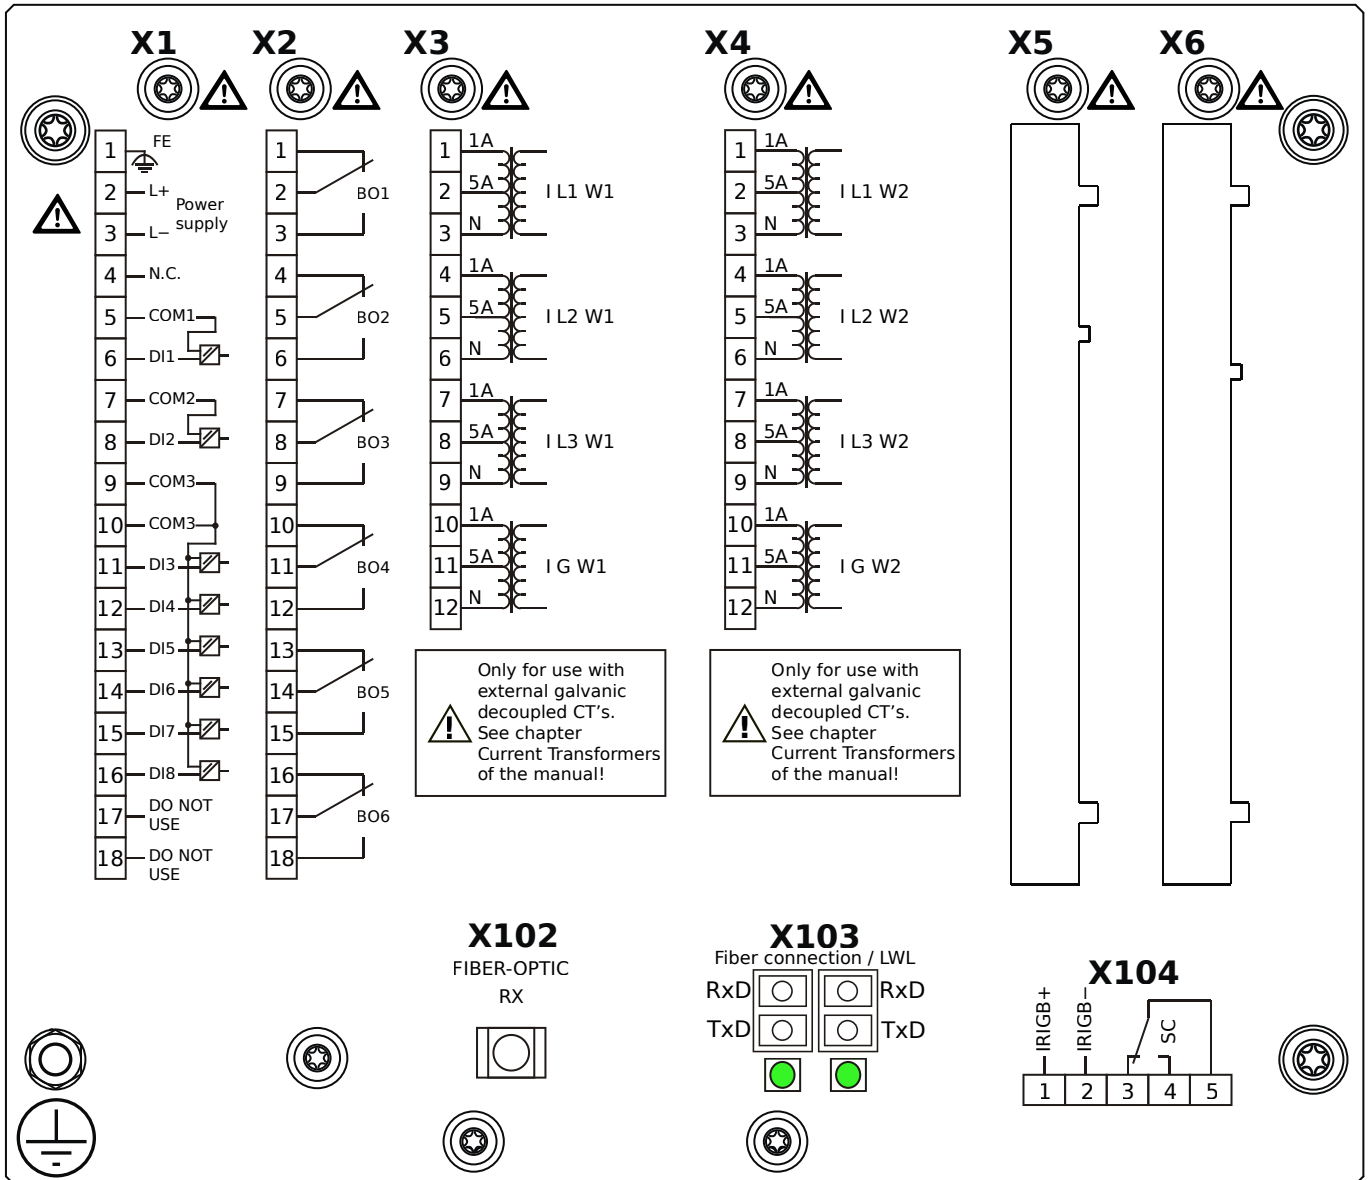 X1 X2 X3 X4 X5 X6
1 FE
2 L+
Power
supply
3 L−
4 N.C.
5 COM1
6 DI1
7 COM2
8 DI2
9 COM3
10 COM3
11 DI3
12 DI4
13 DI5
14 DI6
15 DI7
16 DI8
17 DO NOT
USE
18 DO NOT
USE
1
2 BO1
3
4
5 BO2
6
7
8 BO3
9
10
11 BO4
12
13
14 BO5
15
16
17 BO6
18
1 1A
2 5A I L1 W1
3 N
4 1A
5 5A I L2 W1
6 N
7 1A
8 5A I L3 W1
9 N
10 1A
11 5A I G W1
12 N
Only for use with
external galvanic
decoupled CT's.
See chapter
Current Transformers
of the manual!
1 1A
2 5A I L1 W2
3 N
4 1A
5 5A I L2 W2
6 N
7 1A
8 5A I L3 W2
9 N
10 1A
11 5A I G W2
12 N
Only for use with
external galvanic
decoupled CT's.
See chapter
Current Transformers
of the manual!
X102
FIBER-OPTIC
RX
X103
Fiber connection / LWL
RxD RxD
TxD TxD
X104
IRIGB+
IRIGB−
SC
1 2 3 4 5